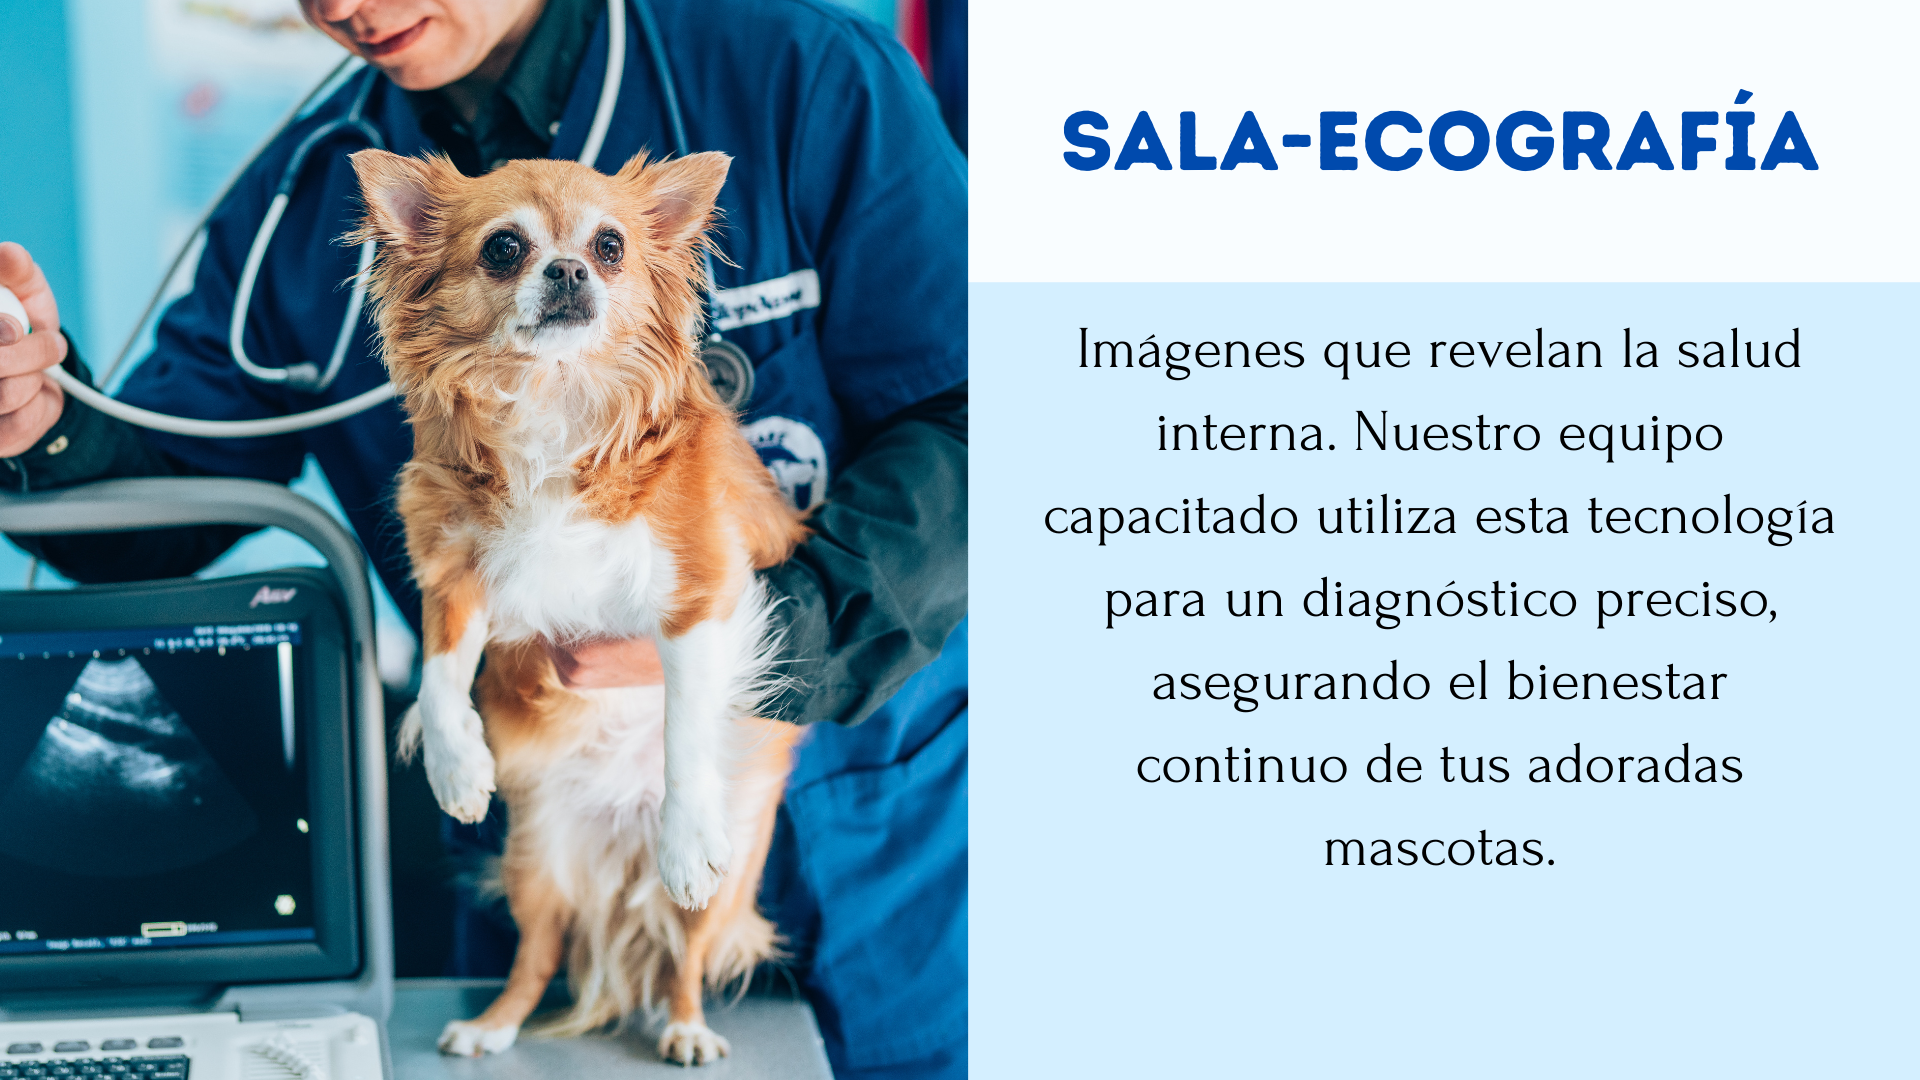 SALA-ECOGRAFÍA
Imágenes que revelan la salud
interna. Nuestro equipo
capacitado utiliza esta tecnología
para un diagnóstico preciso,
asegurando el bienestar
continuo de tus adoradas
mascotas.